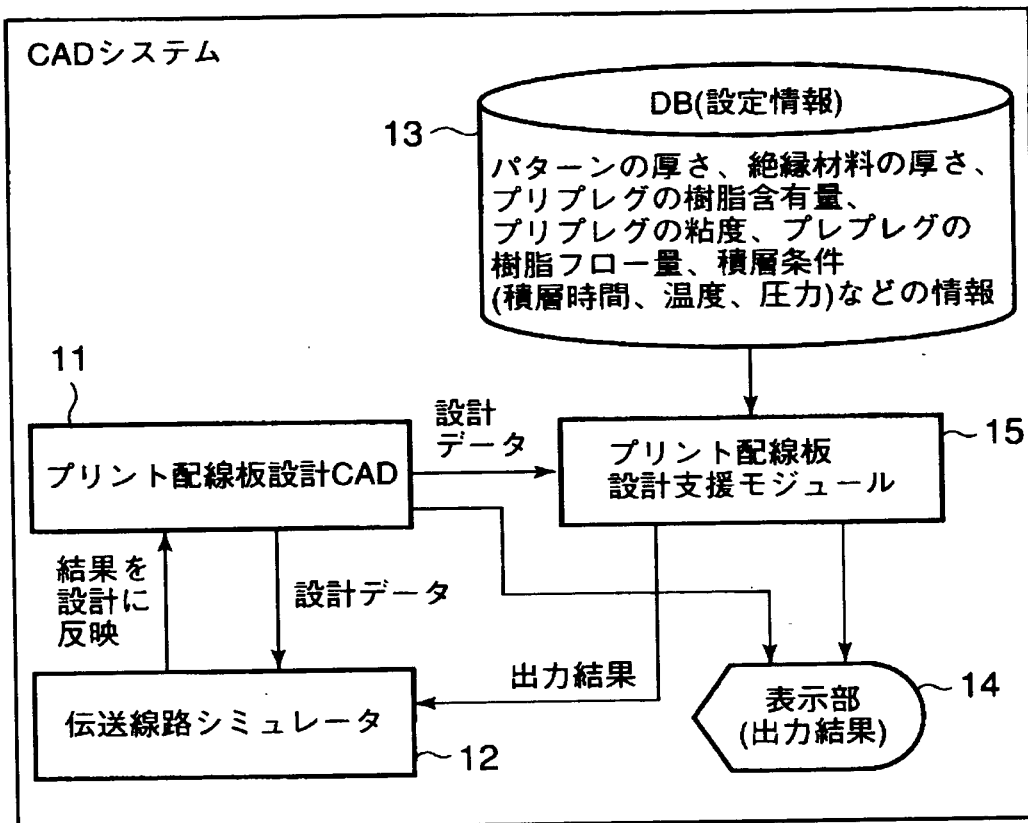 CADシステム
DB(設定情報)
13
パターンの厚さ、絶縁材料の厚さ、
プリプレグの樹脂含有量、
プリプレグの粘度、プレプレグの
樹脂フロー量、積層条件
(積層時間、温度、圧力)などの情報
11
プリント配線板設計CAD
設計
データ
プリント配線板
設計支援モジュール
15
結果を
設計に
反映
設計データ
出力結果
伝送線路シミュレータ
12
表示部
(出力結果)
14